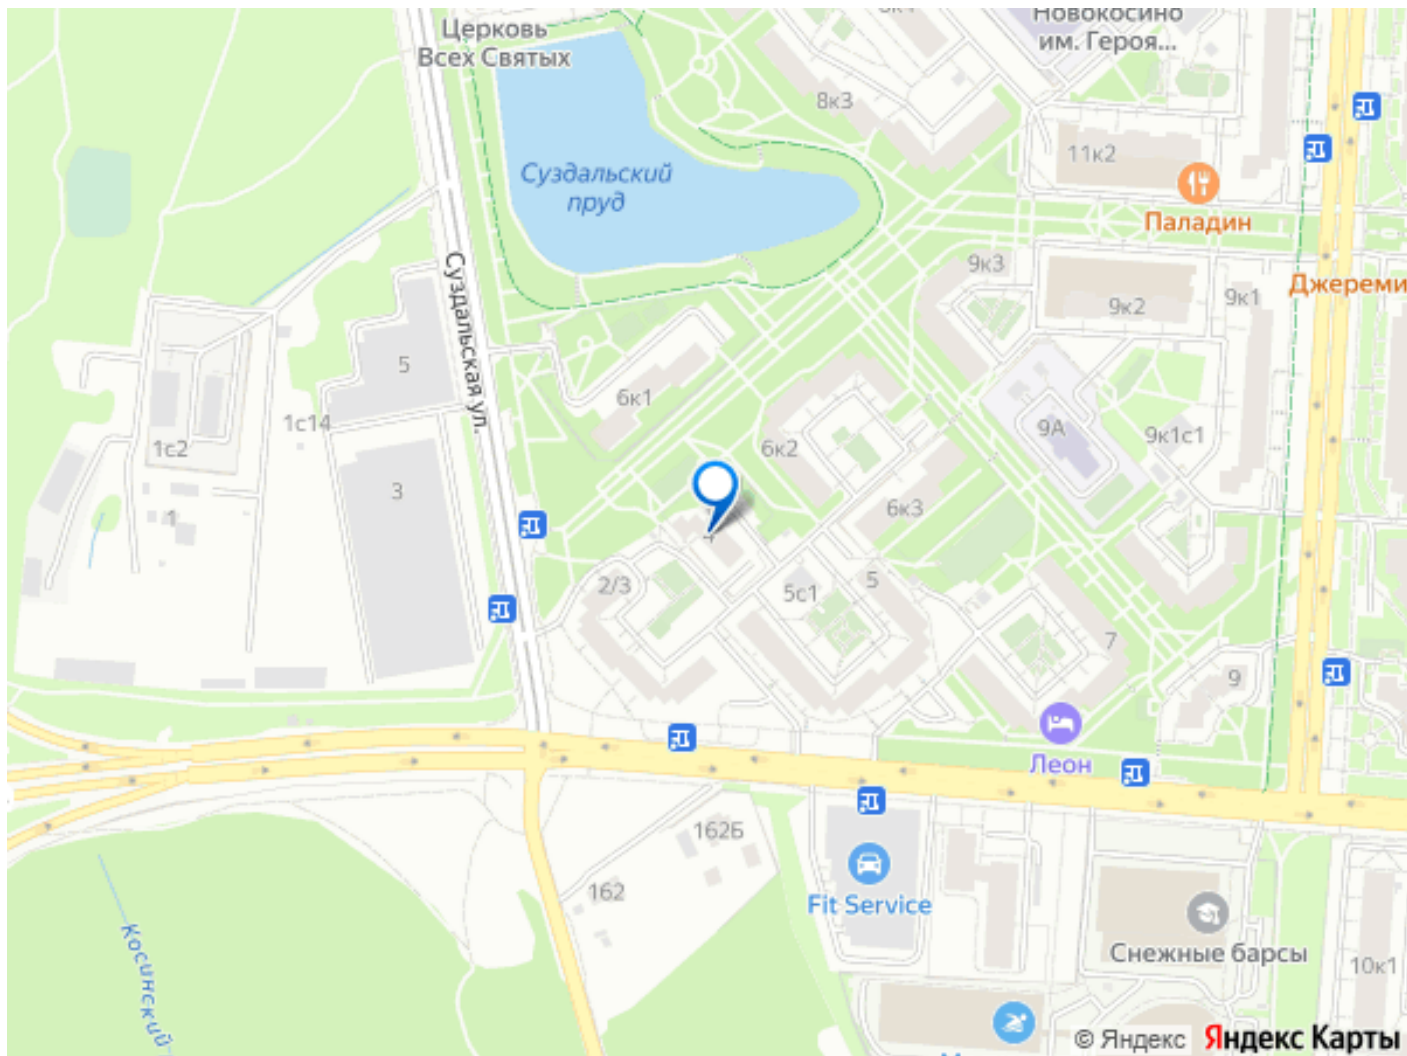 Церковь
Всех Святых
Новокосино
им. Героя...
8к3
11к2
Паладин
Суздальский
пруд
9к3
9к2
9к1
Джереми
Суздальская ул.
5
6к1
1с14
1с2
6к2
9А
9к1с1
3
1
6к3
4
2/3
5с1
5
7
9
Леон
162Б
162
Fit Service
Косинский
Снежные барсы
10к1
© Яндекс
Яндекс Карты